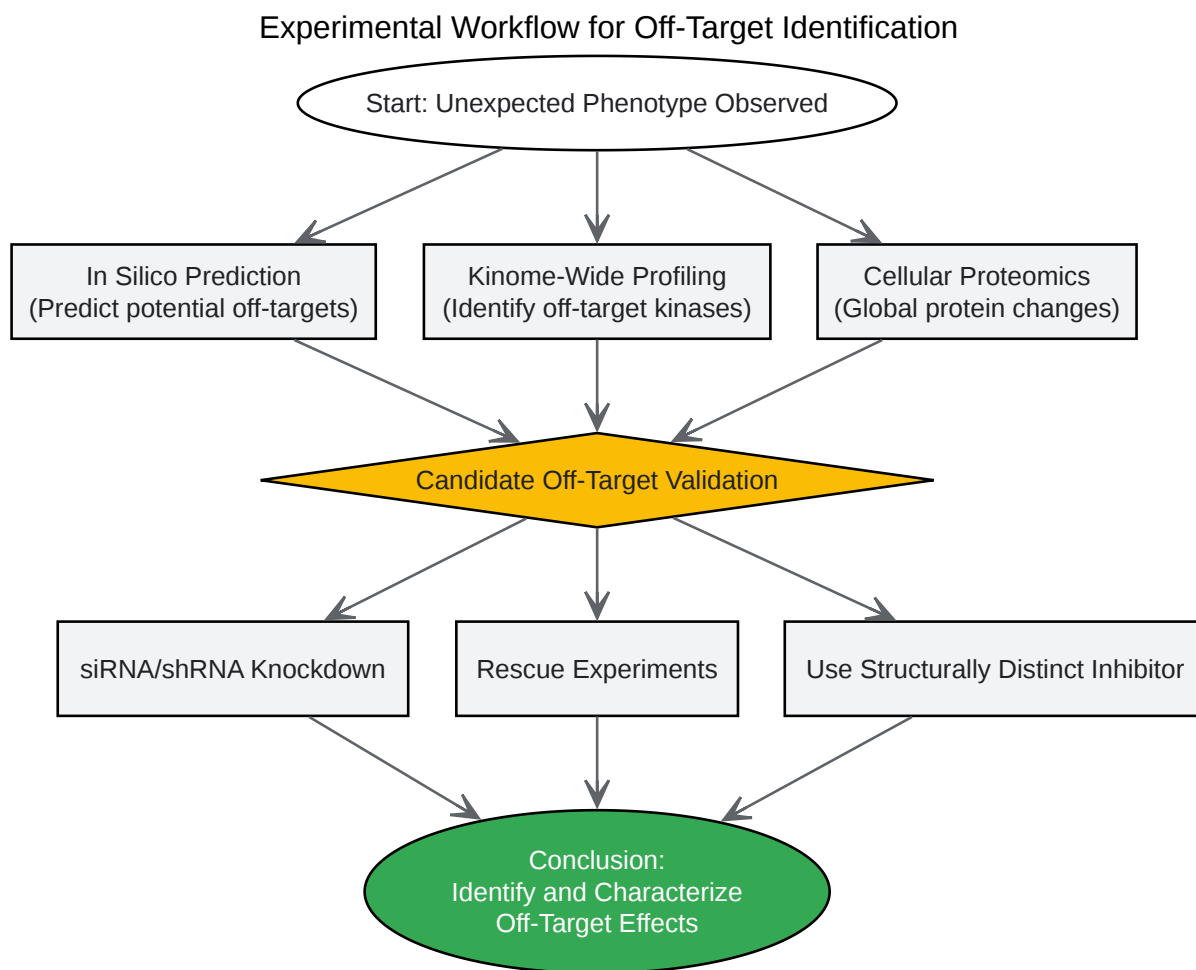 Experimental Workflow for Off-Target Identification
Start: Unexpected Phenotype Observed
In Silico Prediction
(Predict potential off-targets)
Kinome-Wide Profiling
(Identify off-target kinases)
Cellular Proteomics
(Global protein changes)
Candidate Off-Target Validation
siRNA/shRNA Knockdown
Rescue Experiments
Use Structurally Distinct Inhibitor
Conclusion:
Identify and Characterize
Off-Target Effects